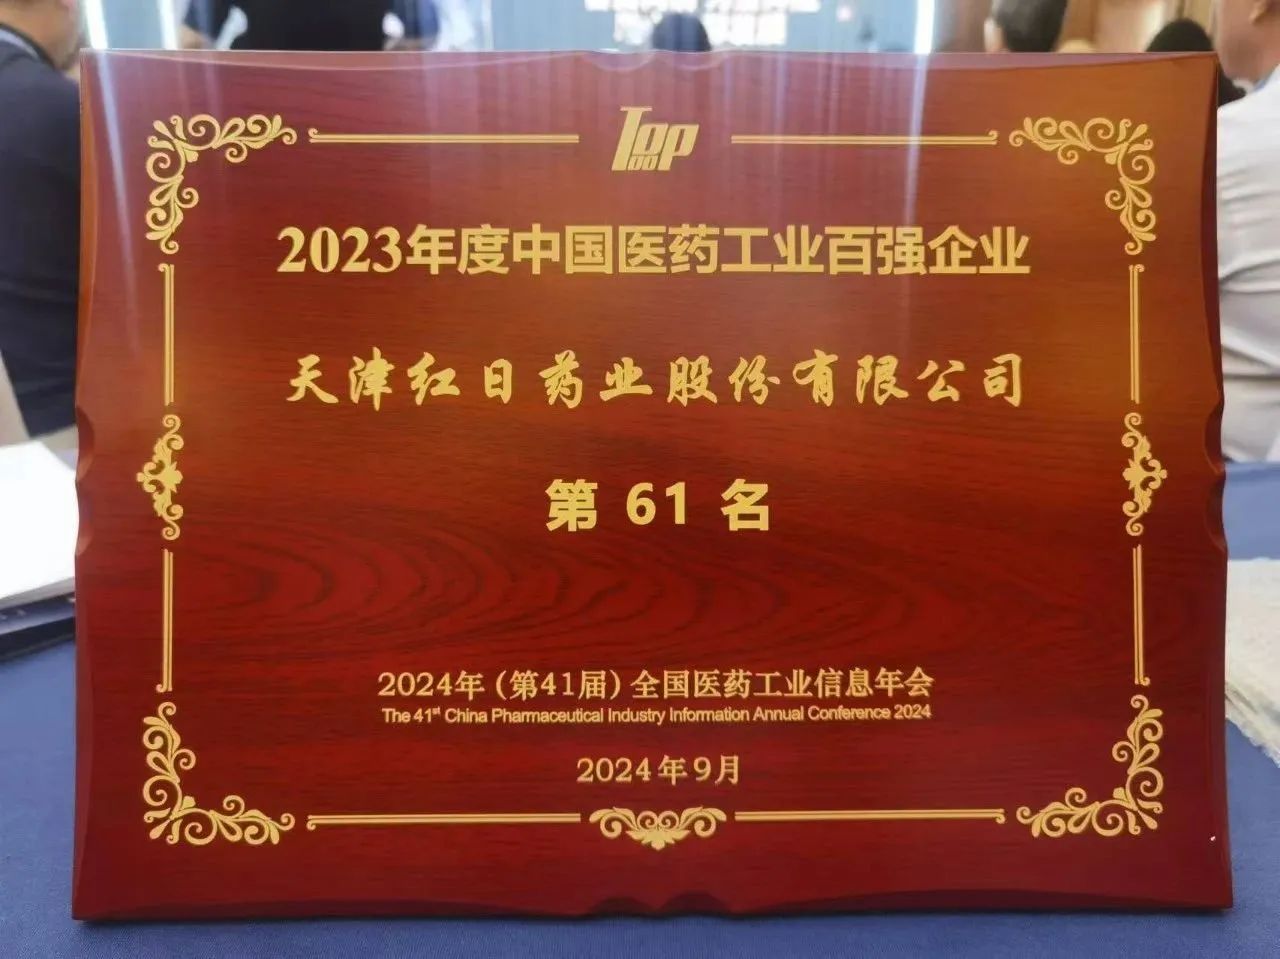 Top
100
2023年度中国医药工业百强企业
天津红日药业股份有限公司
第 61 名
2024年（第41届）全国医药工业信息年会
The 41st China Pharmaceutical Industry Information Annual Conference 2024
2024年9月